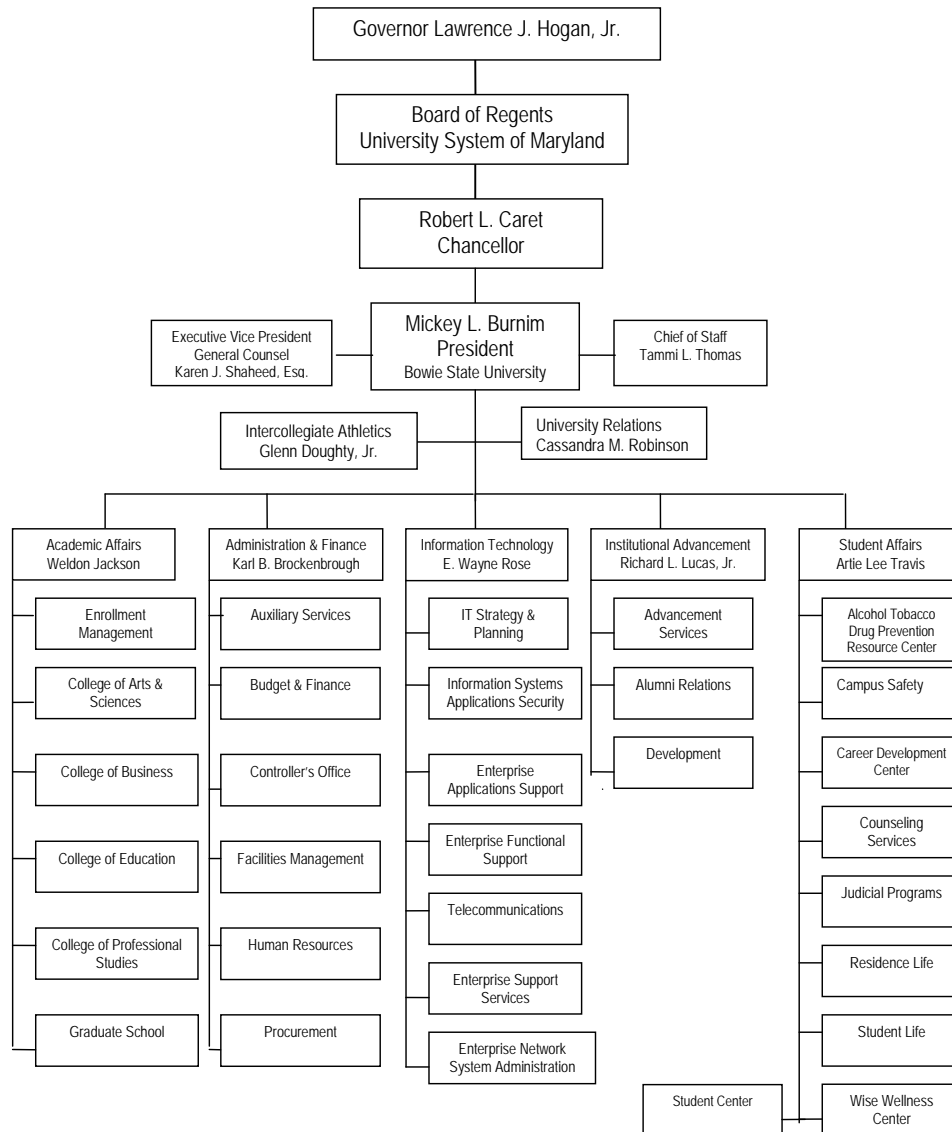 Governor Lawrence J. Hogan, Jr.
Board of Regents
University System of Maryland
Robert L. Caret
Chancellor
Executive Vice President
General Counsel
Karen J. Shaheed, Esq.
Mickey L. Burnim
President
Bowie State University
Chief of Staff
Tammi L. Thomas
Intercollegiate Athletics
Glenn Doughty, Jr.
University Relations
Cassandra M. Robinson
Academic Affairs
Weldon Jackson
Enrollment
Management
College of Arts &
Sciences
College of Business
College of Education
College of Professional
Studies
Graduate School
Administration & Finance
Karl B. Brockenbrough
Auxiliary Services
Budget & Finance
Controller's Office
Facilities Management
Human Resources
Procurement
Information Technology
E. Wayne Rose
IT Strategy &
Planning
Information Systems
Applications Security
Enterprise
Applications Support
Enterprise Functional
Support
Telecommunications
Enterprise Support
Services
Enterprise Network
System Administration
Institutional Advancement
Richard L. Lucas, Jr.
Advancement
Services
Alumni Relations
Development
Student Affairs
Artie Lee Travis
Alcohol Tobacco
Drug Prevention
Resource Center
Campus Safety
Career Development
Center
Counseling
Services
Judicial Programs
Residence Life
Student Life
Student Center
Wise Wellness
Center